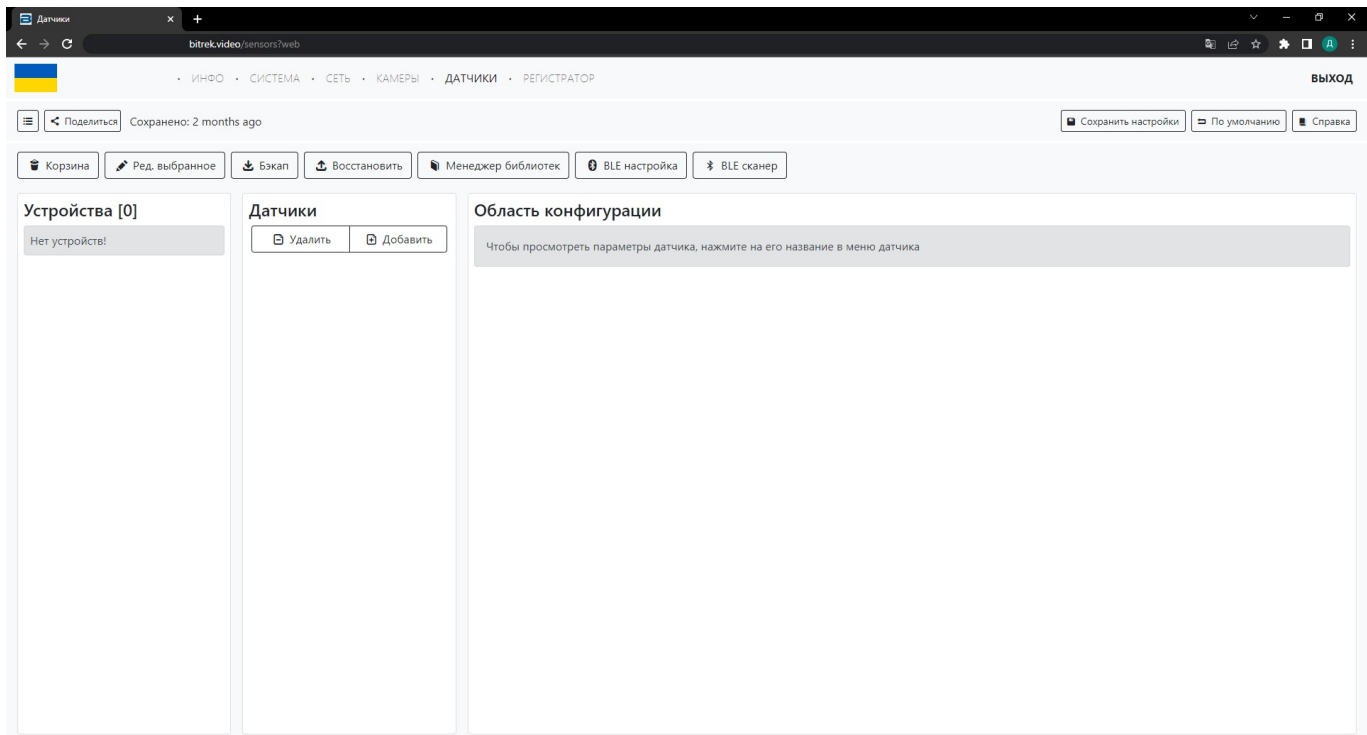 Датчики
bitrek.video/sensors?web
Д
• ИНФО • СИСТЕМА • СЕТЬ • КАМЕРЫ • ДАТЧИКИ • РЕГИСТРАТОР ВЫХОД
Поделиться Сохранено: 2 months ago Сохранить настройки По умолчанию Справка
Корзина Ред. выбранное Бэкап Восстановить Менеджер библиотек BLE настройка BLE сканер
Устройства [0] Датчики Область конфигурации
Нет устройств! Удалить Добавить Чтобы просмотреть параметры датчика, нажмите на его название в меню датчика